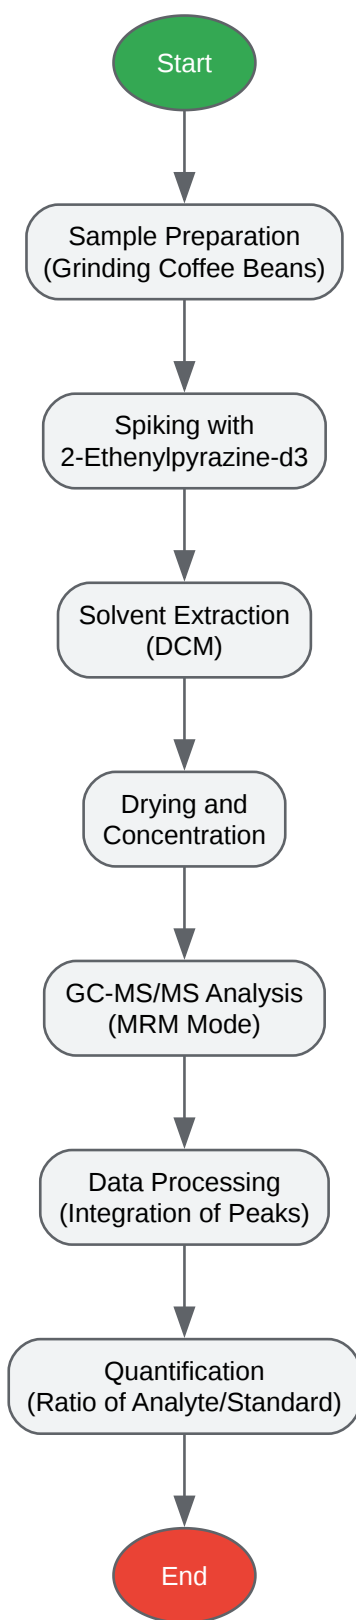 Start
Sample Preparation
(Grinding Coffee Beans)
Spiking with
2-Ethenylpyrazine-d3
Solvent Extraction
(DCM)
Drying and
Concentration
GC-MS/MS Analysis
(MRM Mode)
Data Processing
(Integration of Peaks)
Quantification
(Ratio of Analyte/Standard)
End